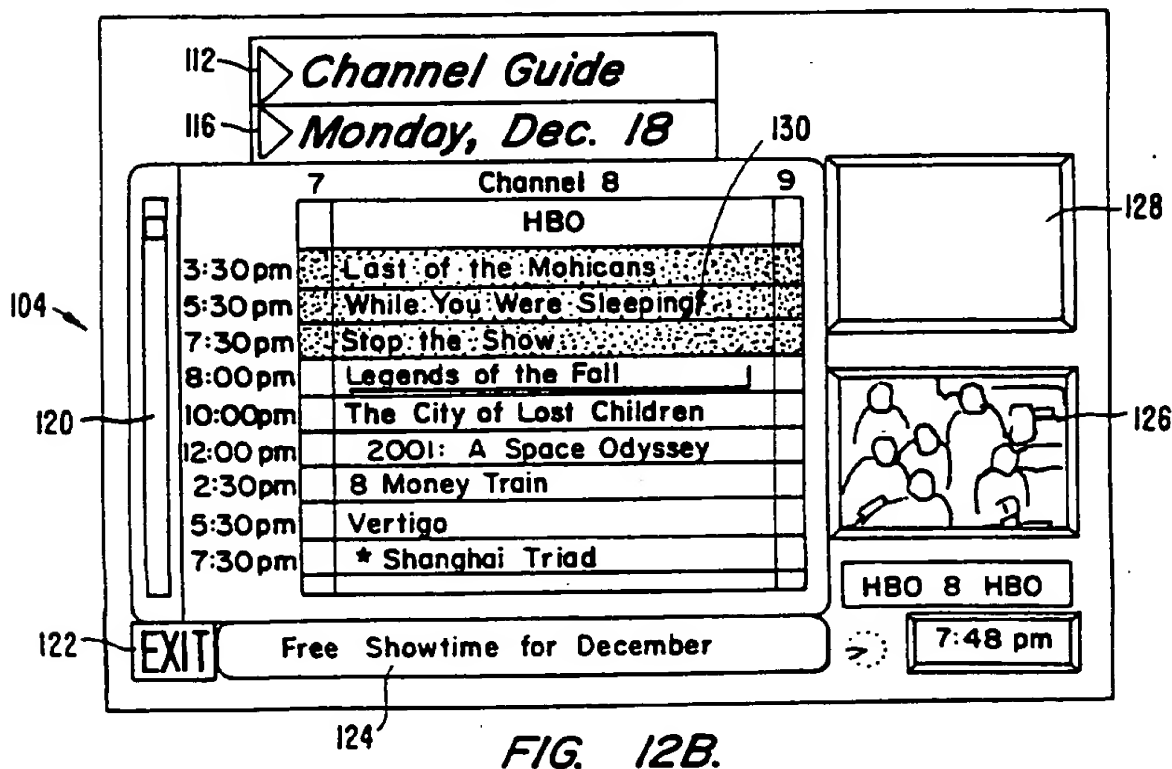 112
Channel Guide
116
Monday, Dec. 18
130
7 Channel 8 9
HBO
128
3:30pm Last of the Mohicans
5:30pm While You Were Sleeping
104
7:30pm Stop the Show
8:00pm Legends of the Fall
120
10:00pm The City of Lost Children
126
12:00 pm 2001: A Space Odyssey
2:30pm 8 Money Train
5:30pm Vertigo
7:30pm * Shanghai Triad
HBO 8 HBO
122
EXIT
Free Showtime for December
7:48 pm
124
FIG. 12B.